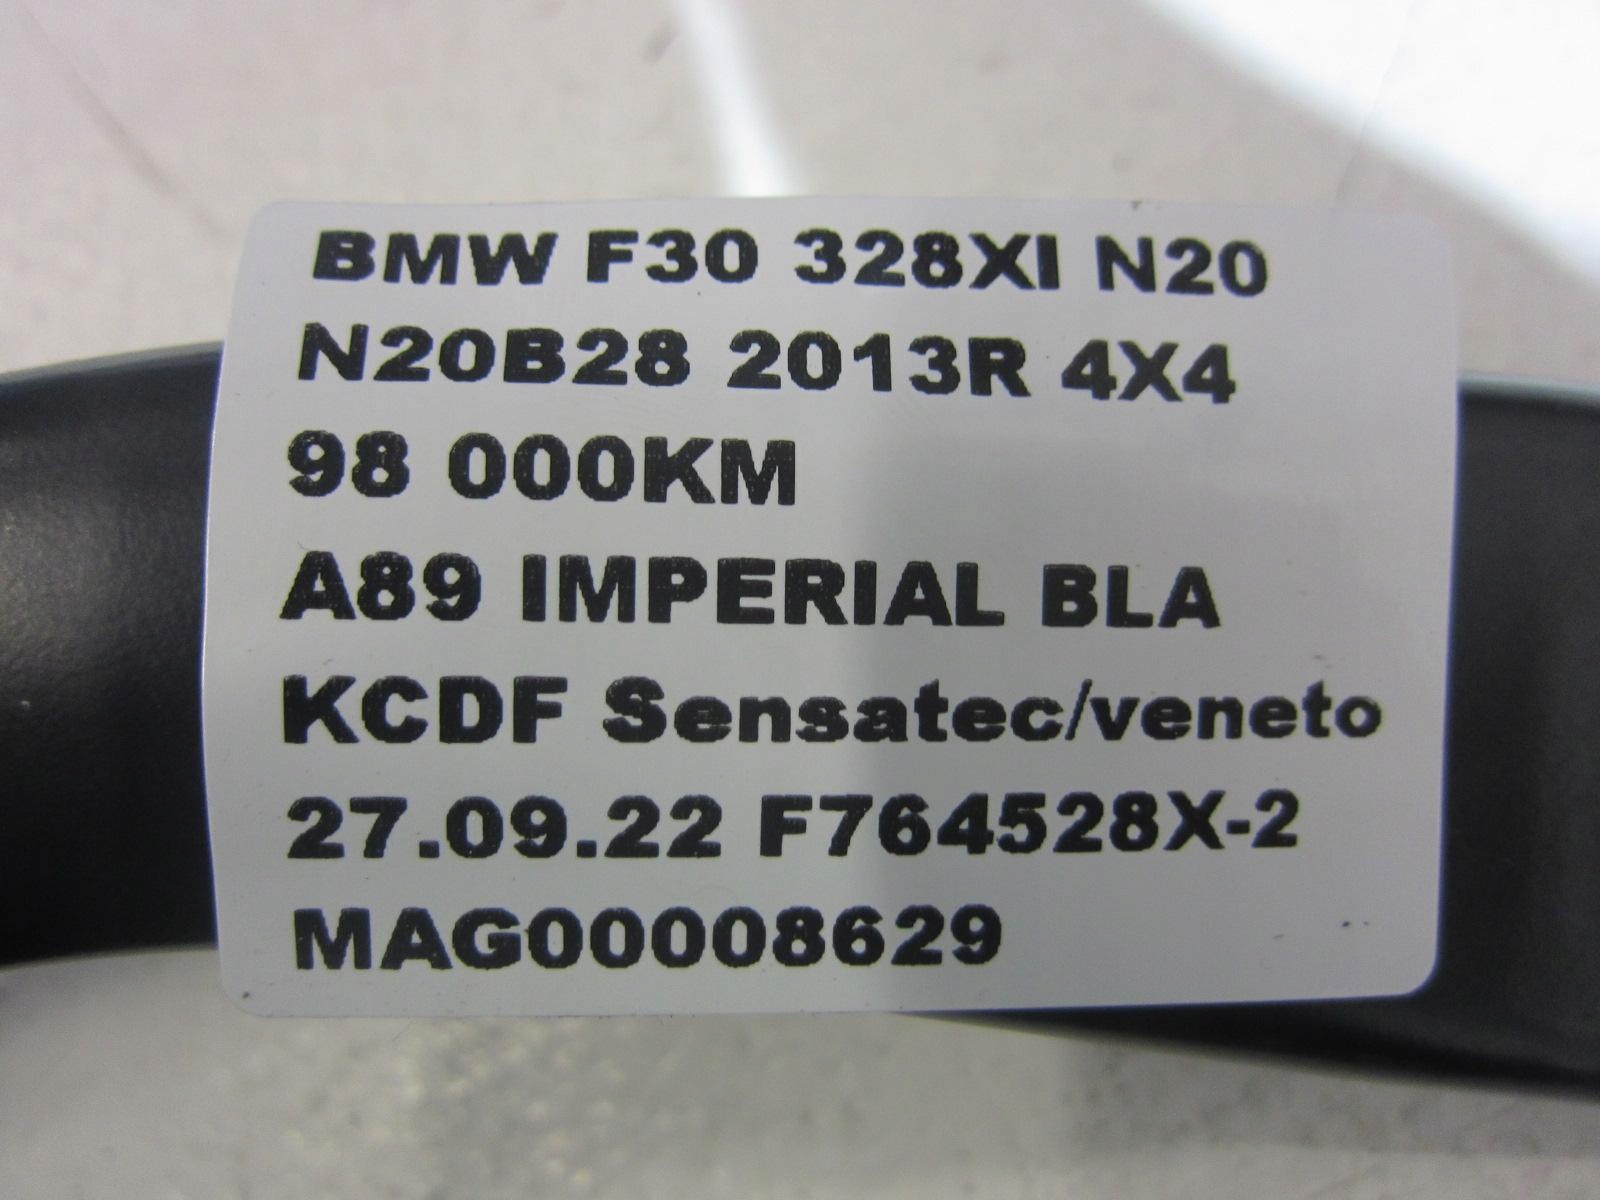 BMW F30 328XI N20
N20B28 2013R 4X4
98 000KM
A89 IMPERIAL BLA
KCDF Sensatec/veneto
27.09.22 F764528X-2
MAG00008629